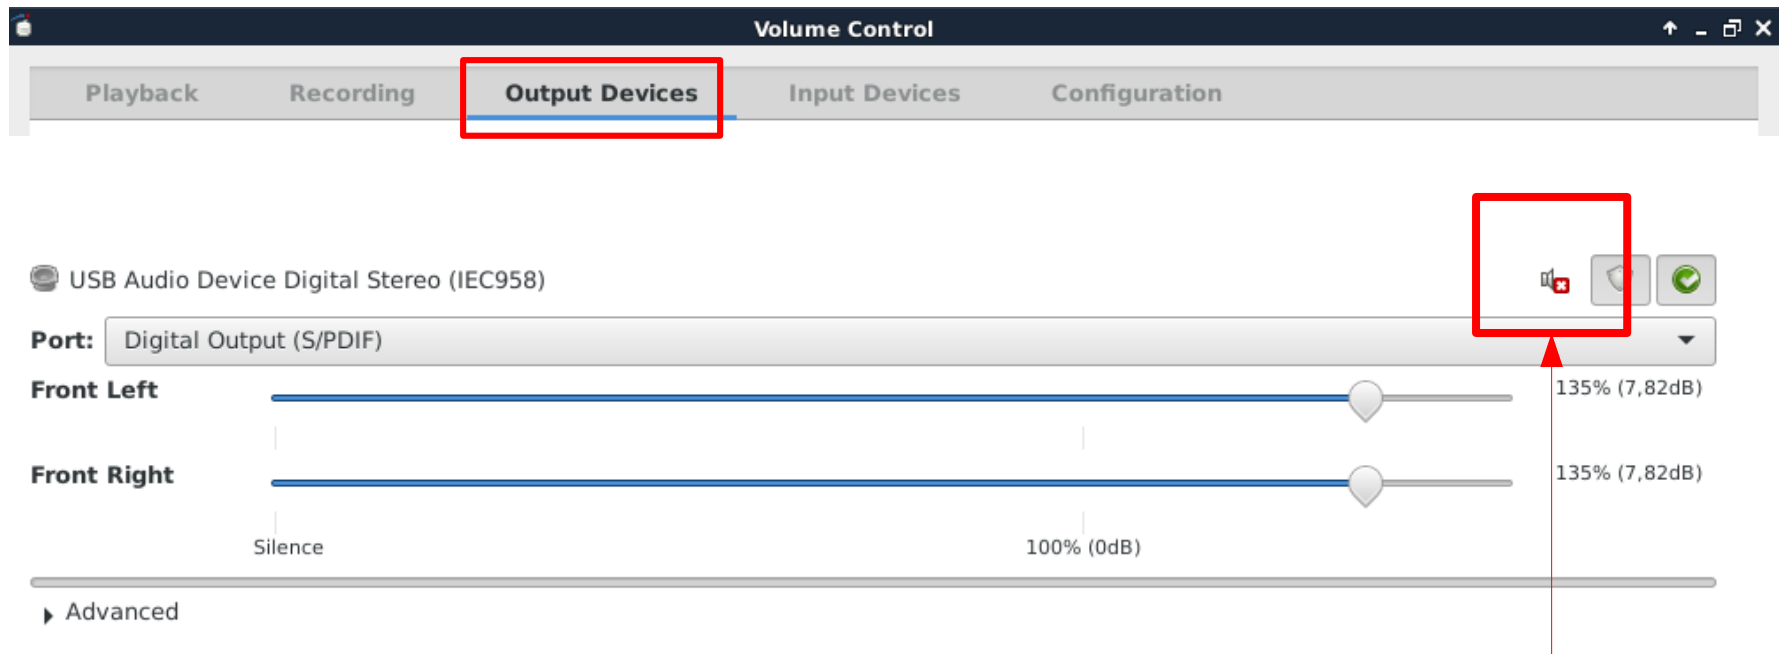 Volume Control
Playback Recording Output Devices Input Devices Configuration
USB Audio Device Digital Stereo (IEC958)
Port: Digital Output (S/PDIF)
Front Left 135% (7,82dB)
Front Right 135% (7,82dB)
Silence 100% (0dB)
Advanced